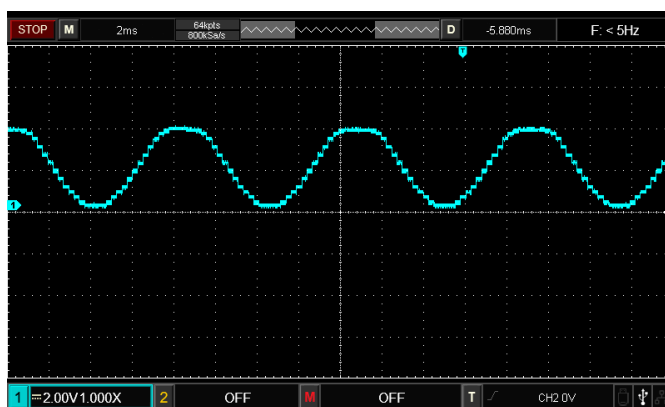 STOP M 2ms 64kpts 800kSa/s D -5.880ms F: < 5Hz
T
1
1 2.00V1.000X 2 OFF M OFF T CH2 0V